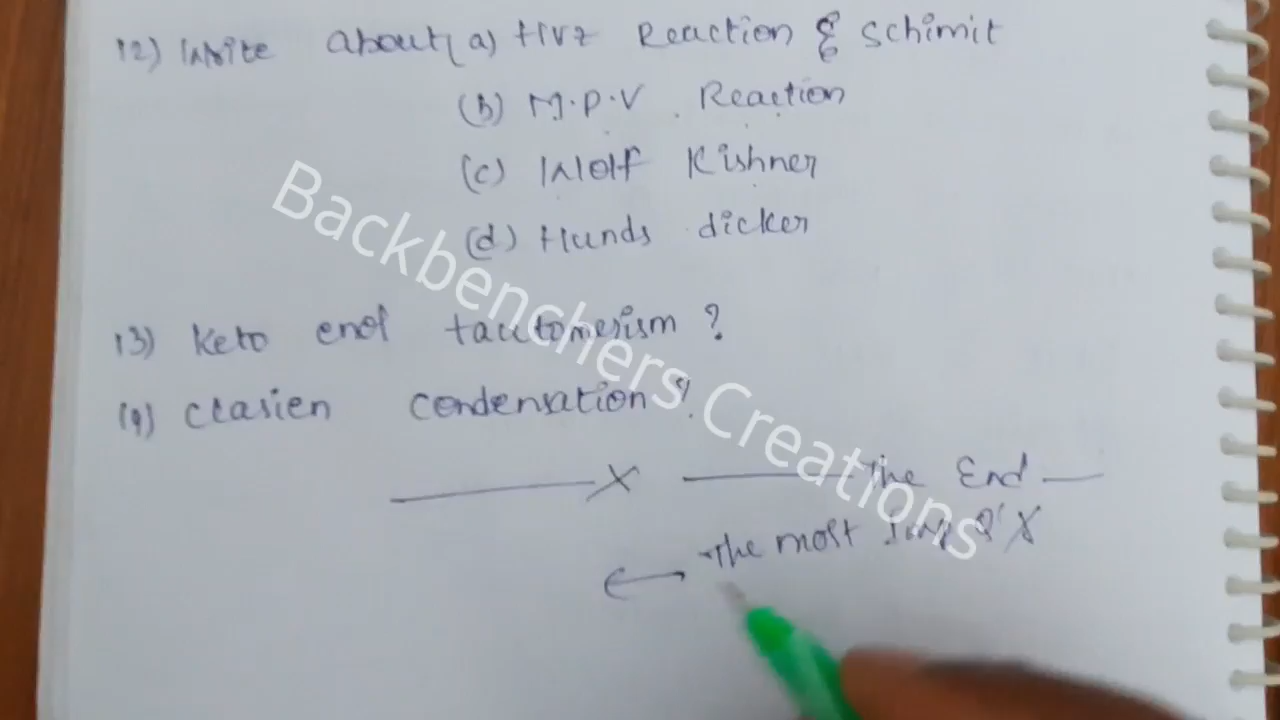 12) Write about (a) HVZ Reaction & Schimit
(b) M.P.V. Reaction
(c) Wolf Kishner
(d) Hunds dicker
13) Keto enol tautomerism ?
14) Clasien condensation ?
X The End
The most Imp Q' X
Backbenchers Creations